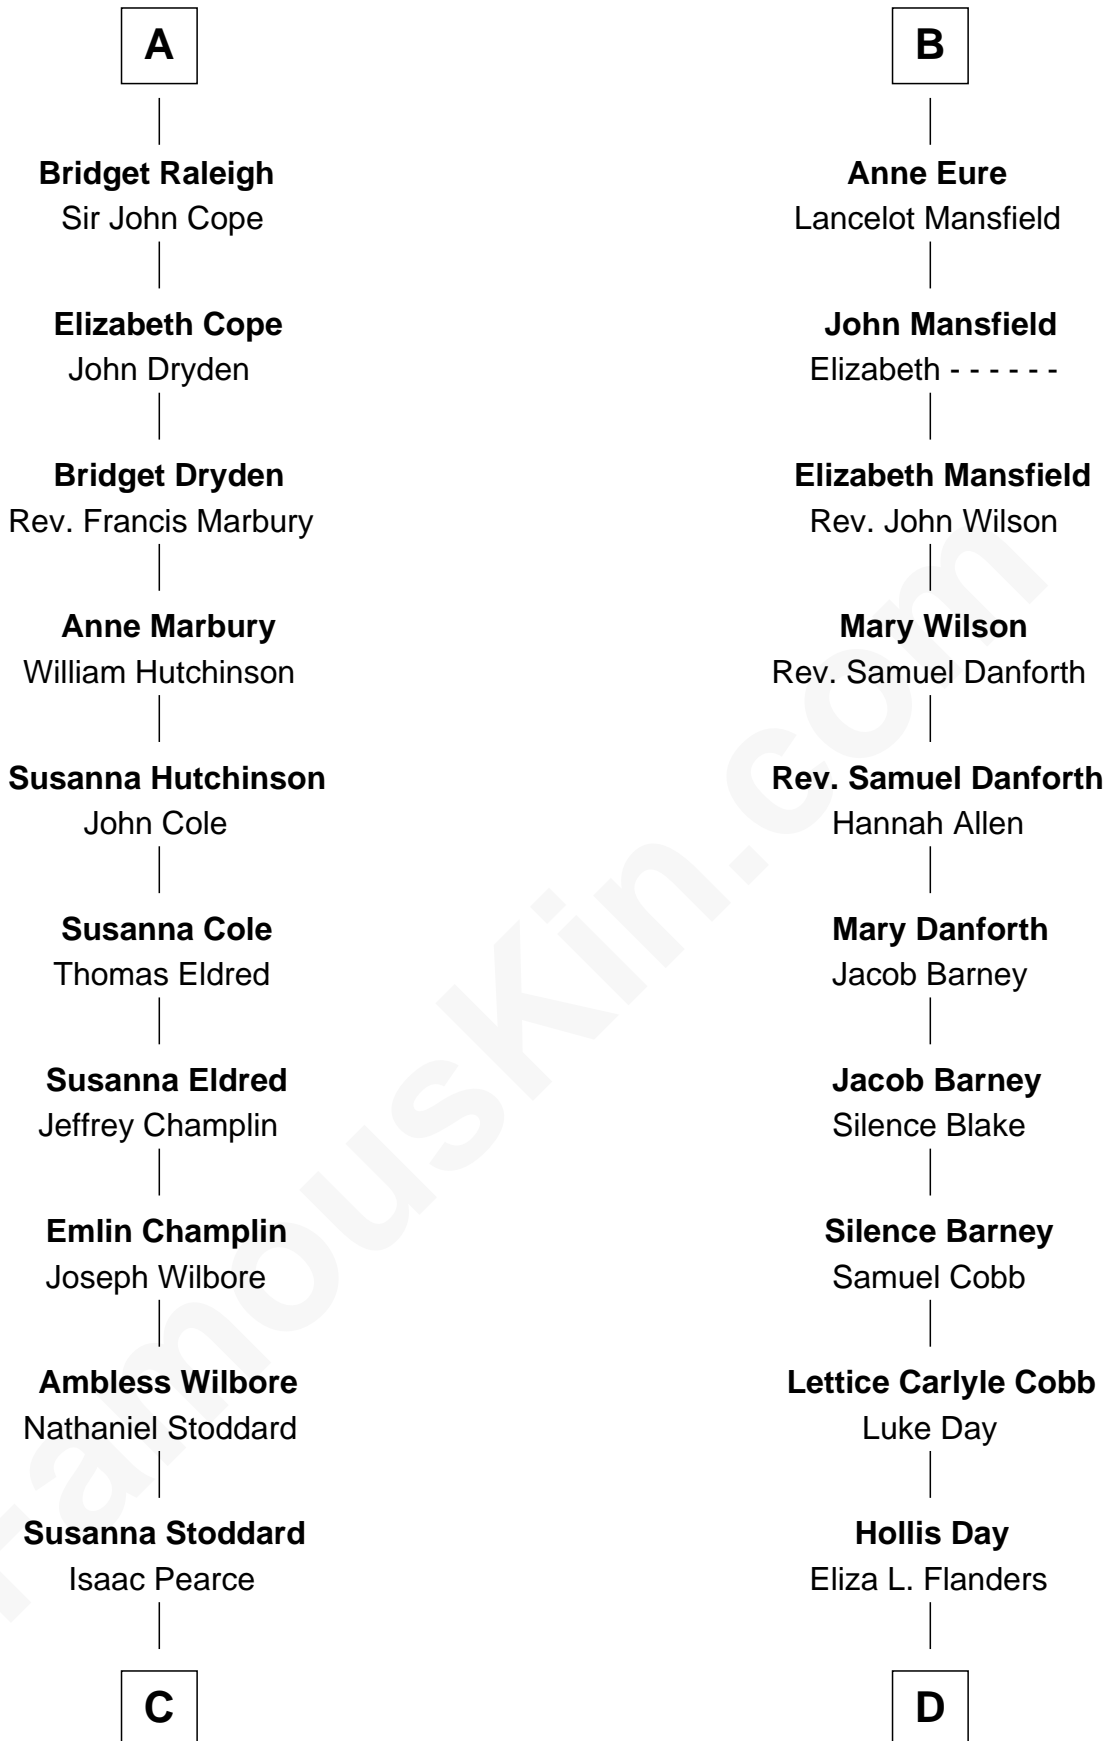 A
Bridget Raleigh
Sir John Cope
Elizabeth Cope
John Dryden
Bridget Dryden
Rev. Francis Marbury
Anne Marbury
William Hutchinson
Susanna Hutchinson
John Cole
Susanna Cole
Thomas Eldred
Susanna Eldred
Jeffrey Champlin
Emlin Champlin
Joseph Wilbore
Ambless Wilbore
Nathaniel Stoddard
Susanna Stoddard
Isaac Pearce
C
B
Anne Eure
Lancelot Mansfield
John Mansfield
Elizabeth - - - - - -
Elizabeth Mansfield
Rev. John Wilson
Mary Wilson
Rev. Samuel Danforth
Rev. Samuel Danforth
Hannah Allen
Mary Danforth
Jacob Barney
Jacob Barney
Silence Blake
Silence Barney
Samuel Cobb
Lettice Carlyle Cobb
Luke Day
Hollis Day
Eliza L. Flanders
D
FamousKin.com